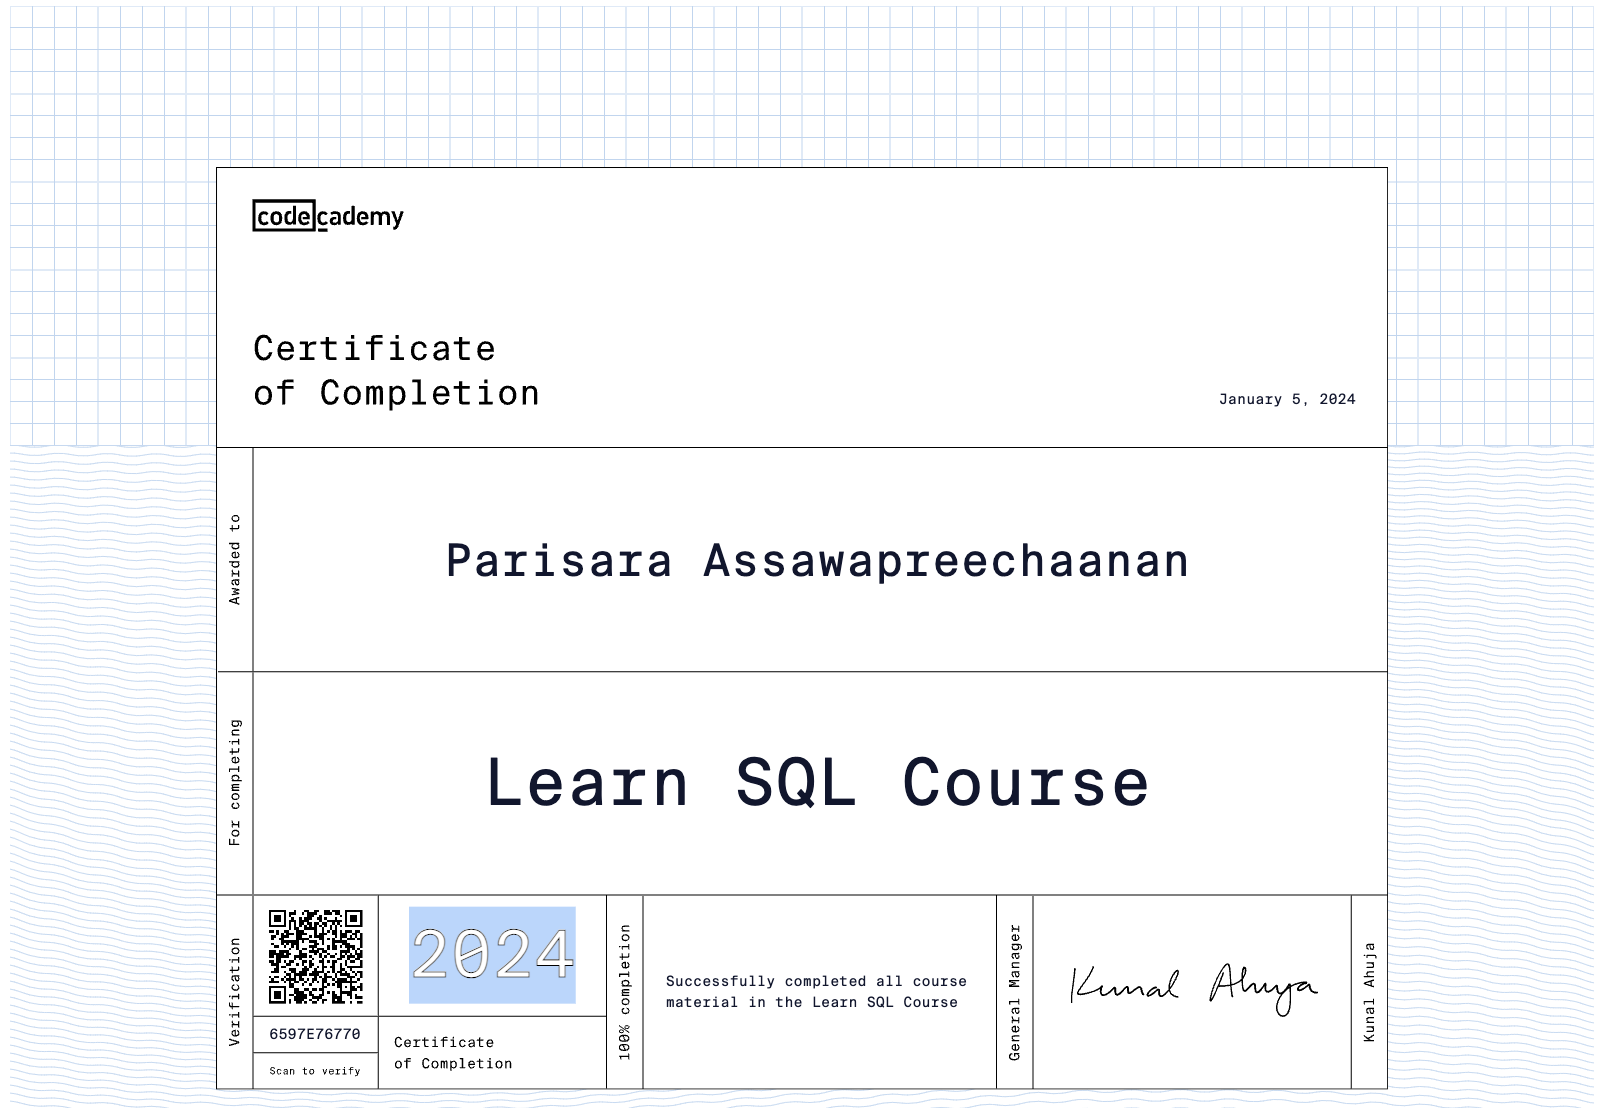 codecademy
Certificate
of Completion
January 5, 2024
Awarded to
Parisara Assawapreechaanan
For completing
Learn SQL Course
Verification
6597E76770
Scan to verify
2024
Certificate
of Completion
100% completion
Successfully completed all course
material in the Learn SQL Course
General Manager
Kunal Ahuja
Kunal Ahuja